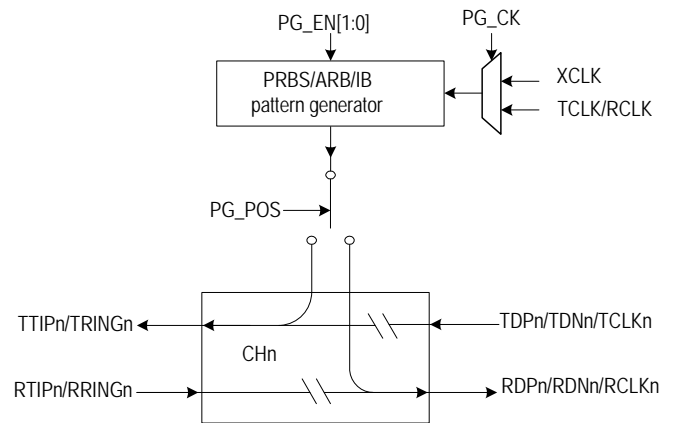 PG_EN[1:0]
PG_CK
PRBS/ARB/IB
pattern generator
XCLK
TCLK/RCLK
PG_POS
TTIPn/TRINGn
TDPn/TDNn/TCLKn
CHn
RTIPn/RRINGn
RDPn/RDNn/RCLKn